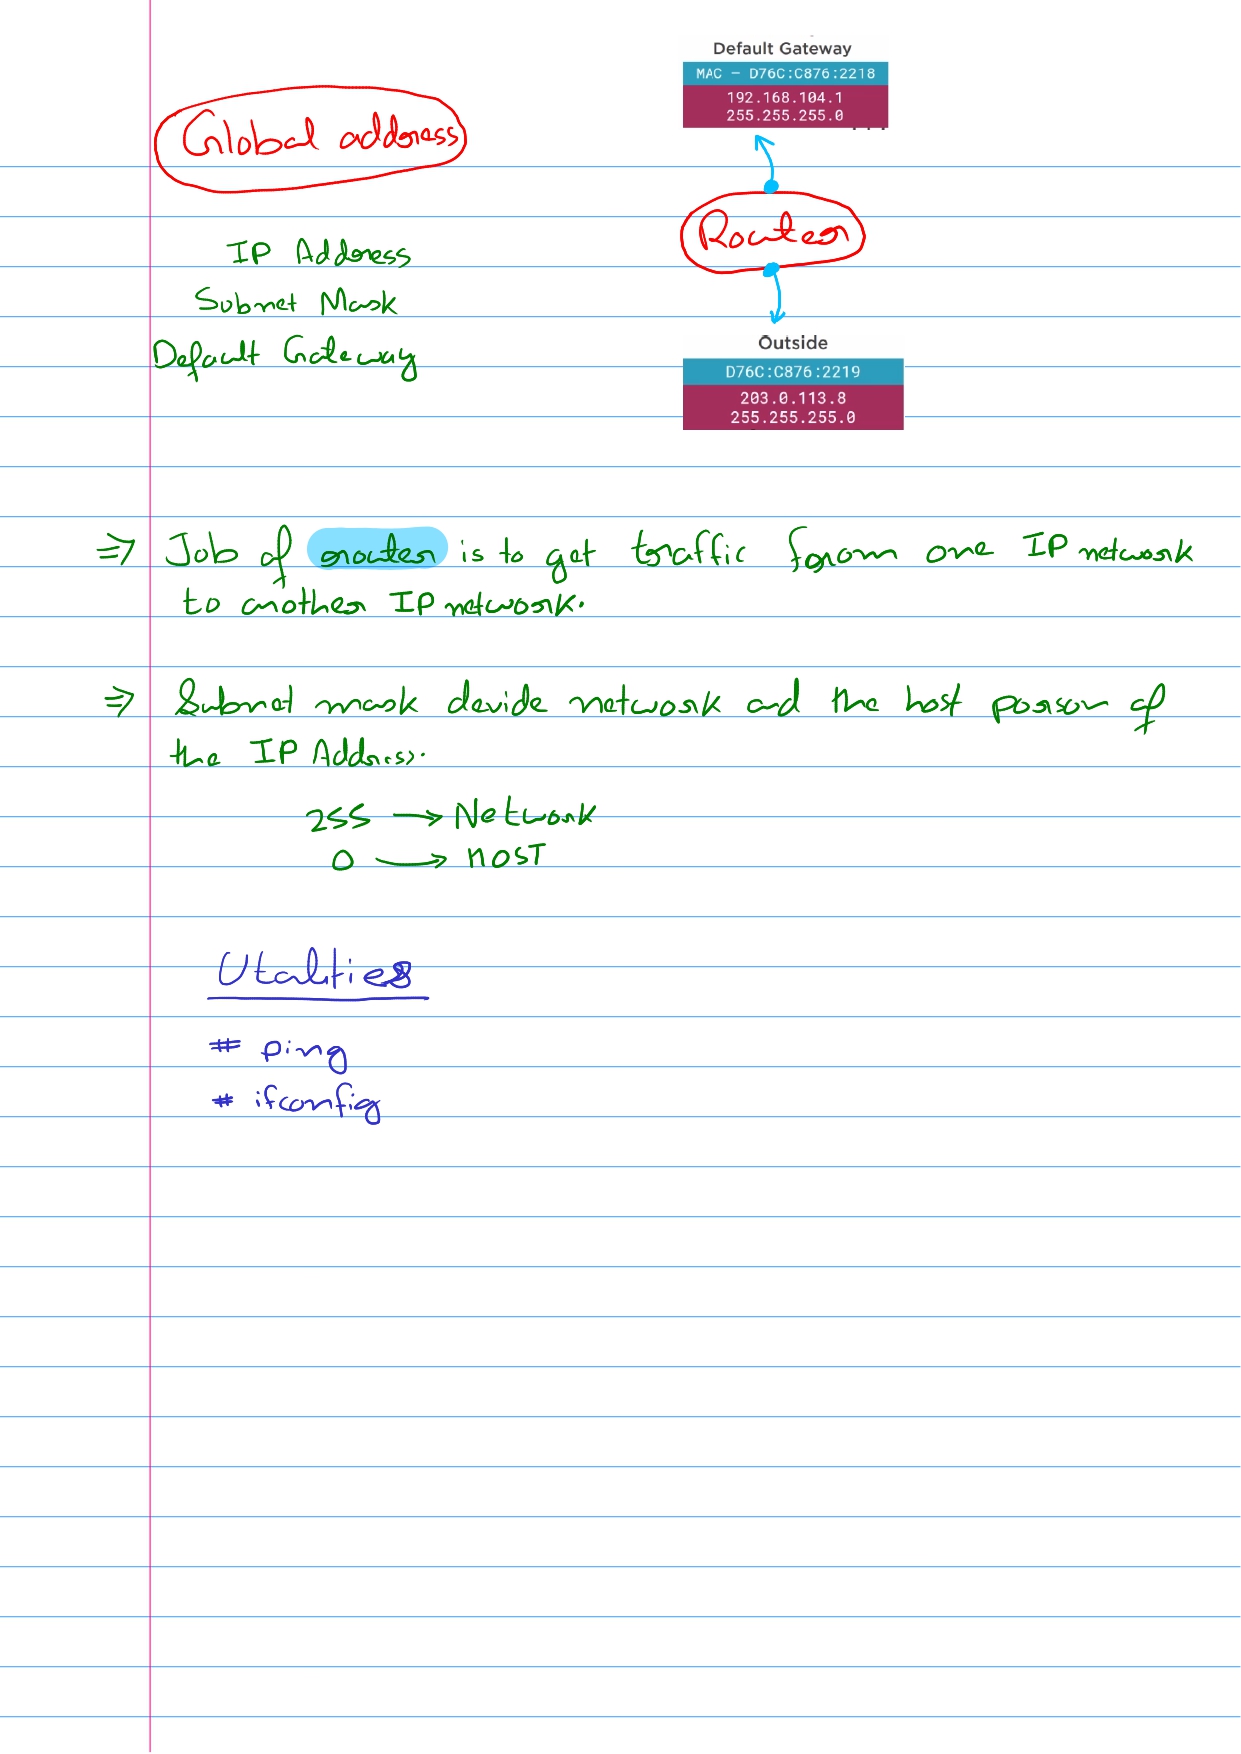 Default Gateway
MAC – D76C:C876:2218
192.168.104.1
255.255.255.0
Global address
Router
IP Address
Subnet Mask
Default Gateway
Outside
D76C:C876:2219
203.0.113.8
255.255.255.0
⇒ Job of router is to get traffic from one IP network
to another IP network.
⇒ Subnet mask devide network and the host porson of
the IP Address.
255 → Network
0 → HOST
Utalities
# ping
# ifconfig